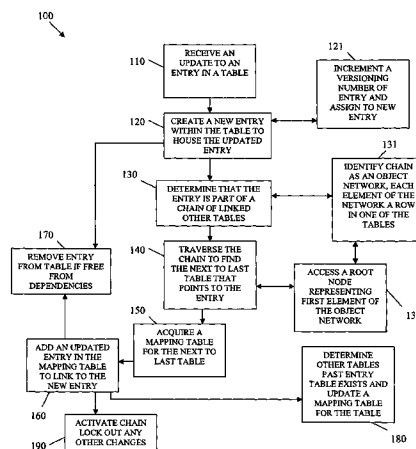 100
110
RECEIVE AN
UPDATE TO AN
ENTRY IN A TABLE
121
INCREMENT A
VERSIONING
NUMBER OF
ENTRY AND
ASSIGN TO NEW
ENTRY
120
CREATE A NEW ENTRY
WITHIN THE TABLE TO
HOUSE THE UPDATED
ENTRY
131
IDENTIFY CHAIN
AS AN OBJECT
NETWORK, EACH
ELEMENT OF THE
NETWORK A ROW
IN ONE OF THE
TABLES
130
DETERMINE THAT THE
ENTRY IS PART OF A
CHAIN OF LINKED
OTHER TABLES
170
REMOVE ENTRY
FROM TABLE IF FREE
FROM
DEPENDENCIES
140
TRAVERSE THE
CHAIN TO FIND THE
NEXT TO LAST
TABLE THAT
POINTS TO THE
ENTRY
ACCESS A ROOT
NODE
REPRESENTING
FIRST ELEMENT OF
THE OBJECT
NETWORK
13
150
ACQUIRE A
MAPPING TABLE
FOR THE NEXT TO
LAST TABLE
ADD AN UPDATED
ENTRY IN THE
MAPPING TABLE
TO LINK TO THE
NEW ENTRY
160
DETERMINE
OTHER TABLES
PAST ENTRY
TABLE EXISTS AND
UPDATE A
MAPPING TABLE
FOR THE TABLE
180
ACTIVATE CHAIN
LOCK OUT ANY
OTHER CHANGES
190